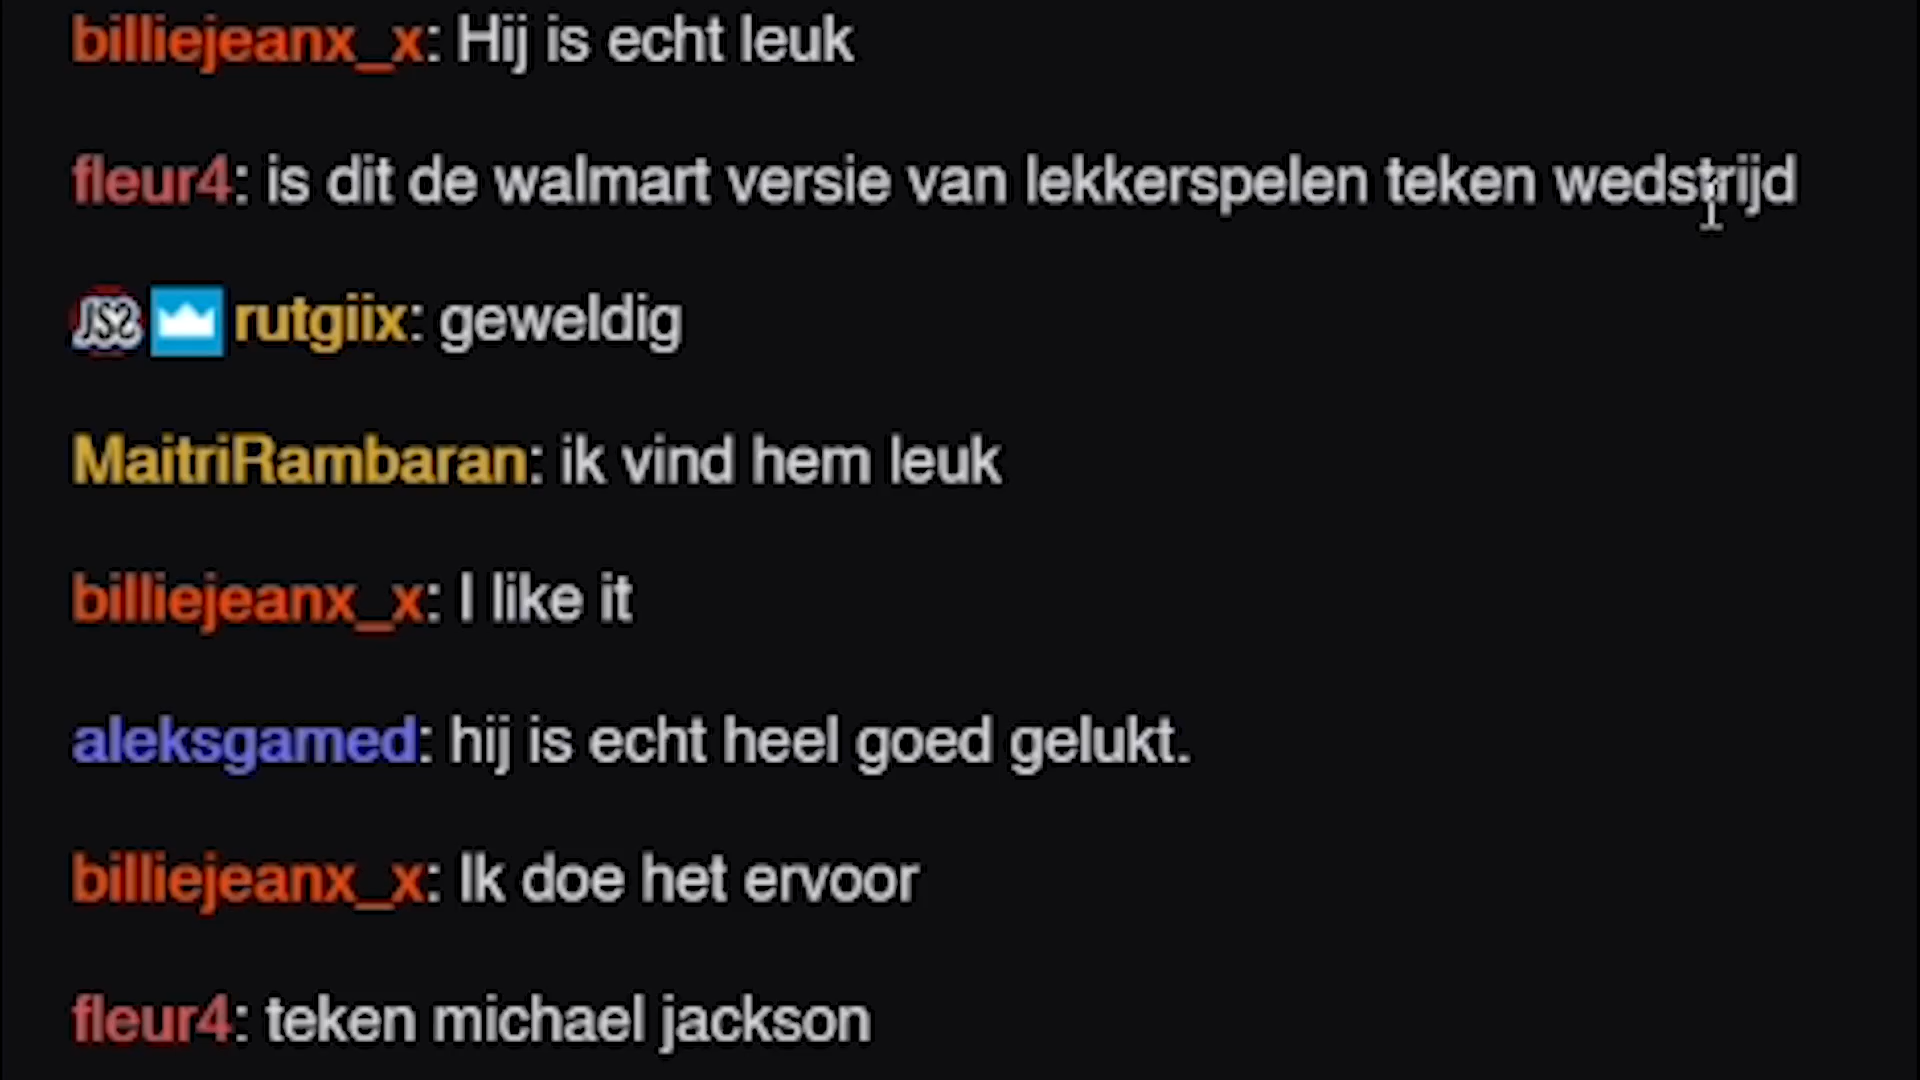 billiejeanx_x: Hij is echt leuk
fleur4: is dit de walmart versie van lekkerspelen teken wedstrijd
JSS rutgiix: geweldig
MaitriRambaran: ik vind hem leuk
billiejeanx_x: I like it
aleksgamed: hij is echt heel goed gelukt.
billiejeanx_x: Ik doe het ervoor
fleur4: teken michael jackson